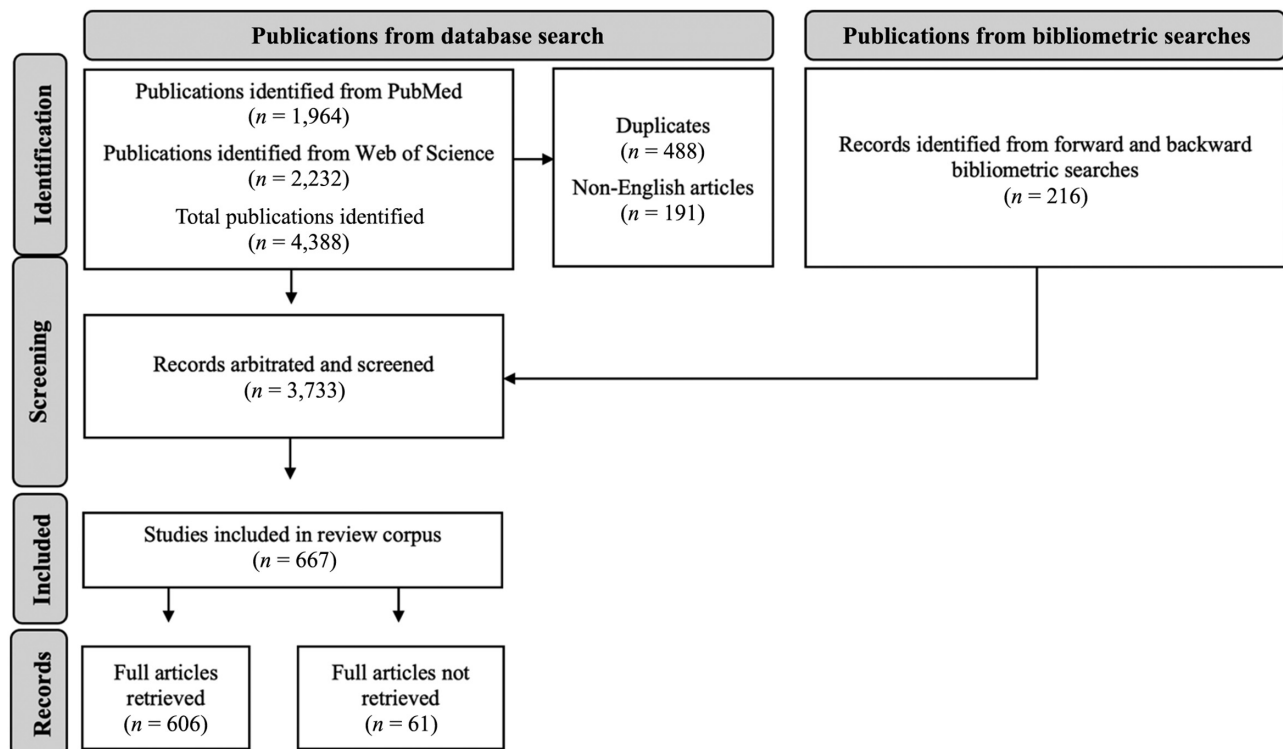 Publications from database search
Publications from bibliometric searches
Identification
Publications identified from PubMed
(n = 1,964)
Publications identified from Web of Science
(n = 2,232)
Total publications identified
(n = 4,388)
Duplicates
(n = 488)
Non-English articles
(n = 191)
Records identified from forward and backward
bibliometric searches
(n = 216)
Screening
Records arbitrated and screened
(n = 3,733)
Included
Studies included in review corpus
(n = 667)
Records
Full articles
retrieved
(n = 606)
Full articles not
retrieved
(n = 61)